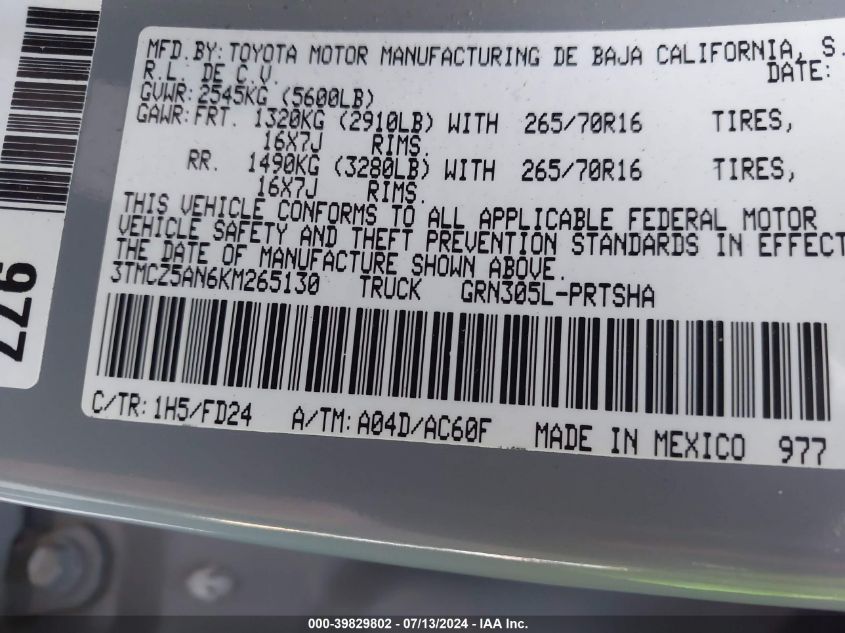 MFD.BY: TOYOTA MOTOR MANUFACTURING DE BAJA CALIFORNIA, S.
R.L. DE C.V. DATE:
GVWR: 2545KG (5600LB)
GAWR: FRT. 1320KG (2910LB) WITH 265/70R16 TIRES,
16X7J RIMS.
RR. 1490KG (3280LB) WITH 265/70R16 TIRES,
16X7J RIMS.
THIS VEHICLE CONFORMS TO ALL APPLICABLE FEDERAL MOTOR
VEHICLE SAFETY AND THEFT PREVENTION STANDARDS IN EFFECT
THE DATE OF MANUFACTURE SHOWN ABOVE.
3TMCZ5AN6KM265130 TRUCK GRN305L-PRTSHA
C/TR: 1H5/FD24 A/TM: A04D/AC60F MADE IN MEXICO 977
977
000-39829802 - 07/13/2024 - IAA Inc.